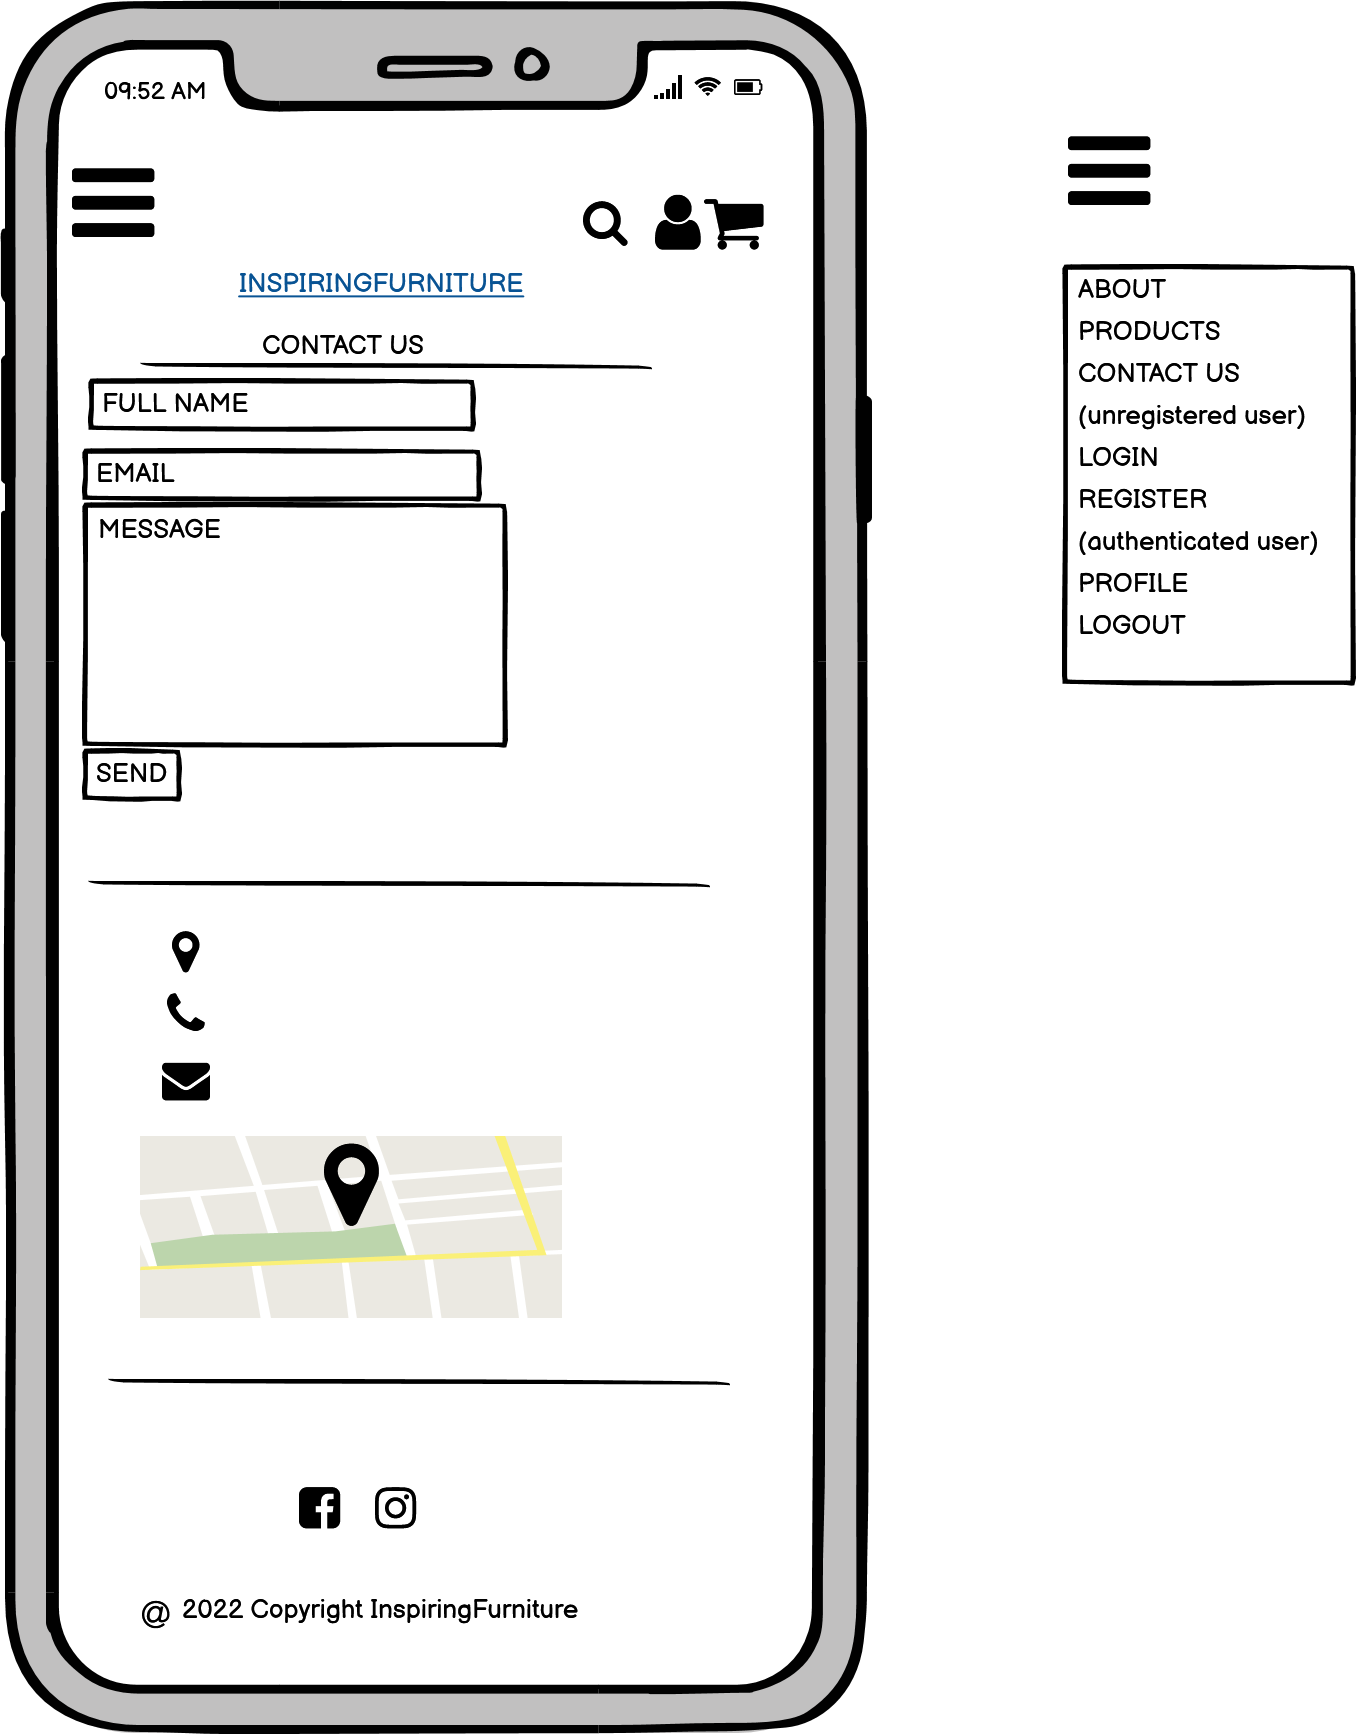 09:52 AM
INSPIRINGFURNITURE
CONTACT US
FULL NAME
EMAIL
MESSAGE
SEND
@ 2022 Copyright InspiringFurniture
ABOUT
PRODUCTS
CONTACT US
(unregistered user)
LOGIN
REGISTER
(authenticated user)
PROFILE
LOGOUT